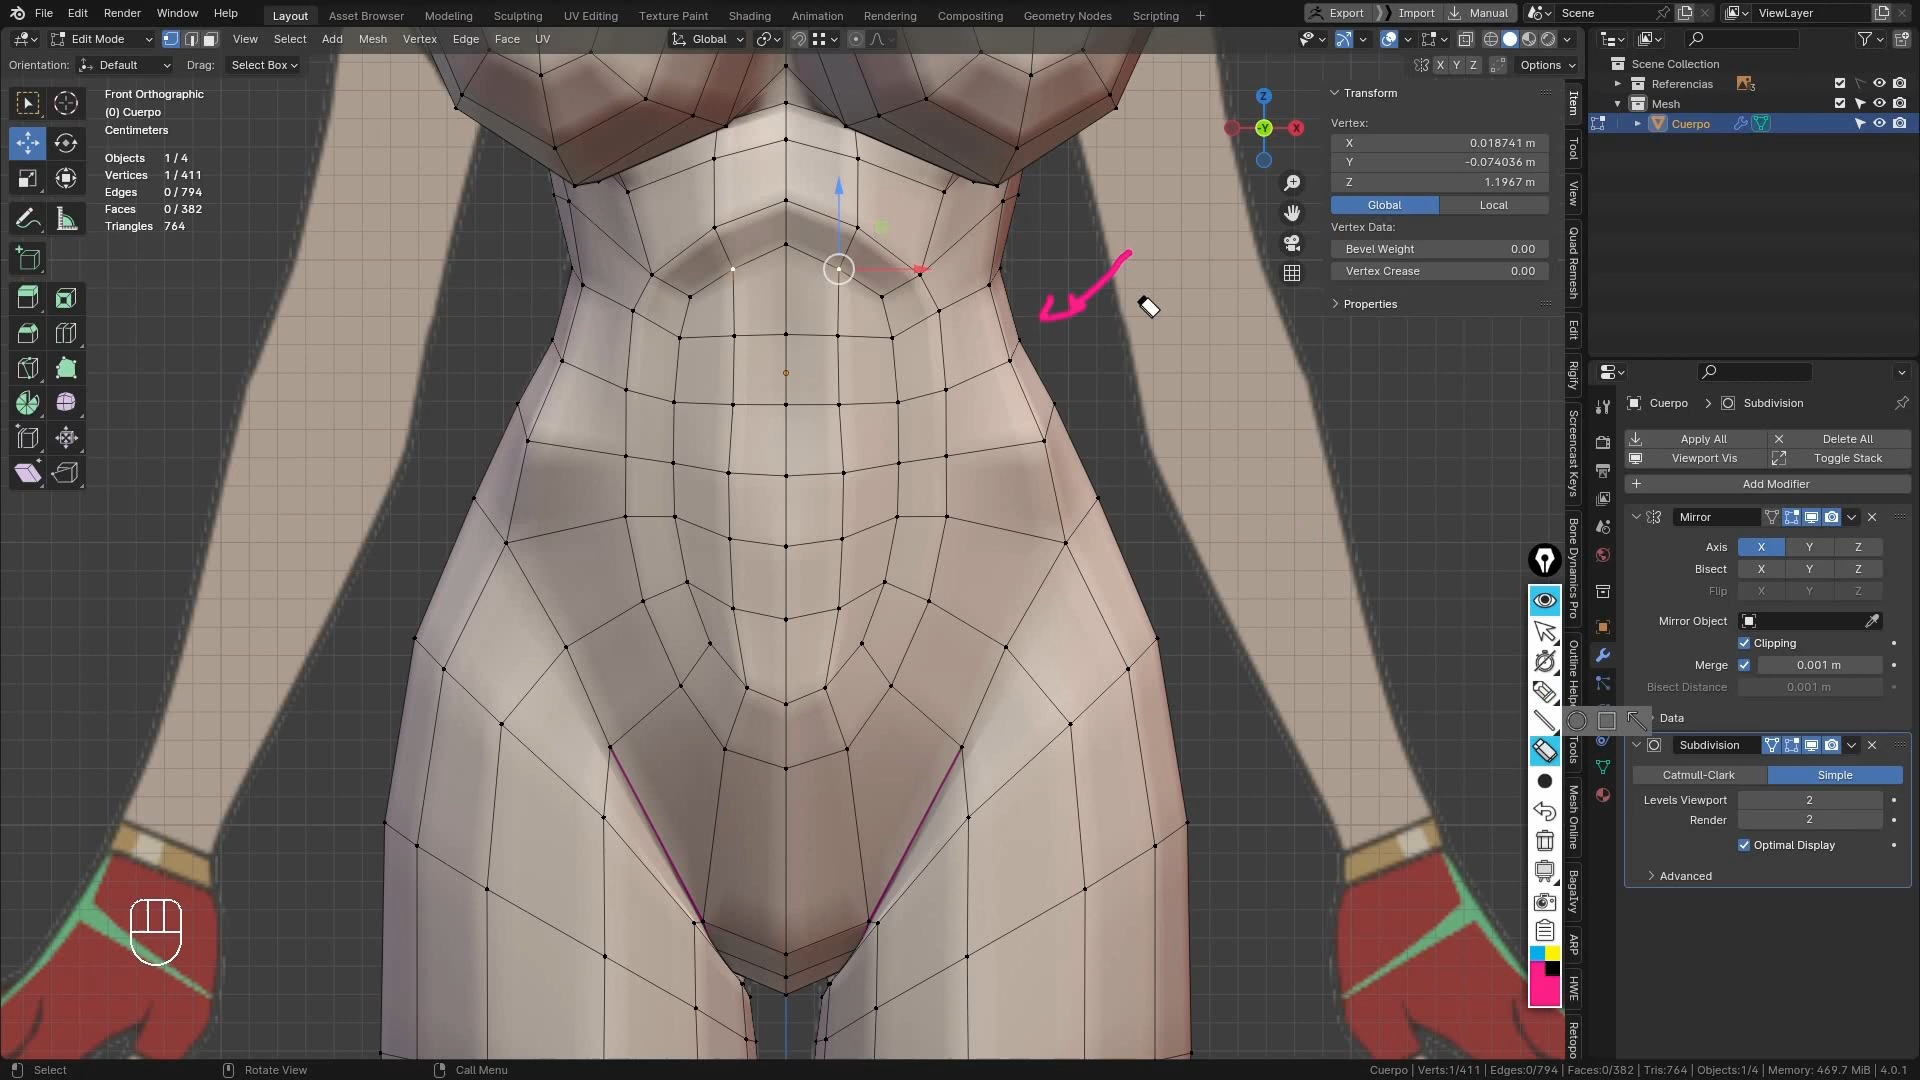 File Edit Render Window Help Layout Asset Browser Modeling Sculpting UV Editing Texture Paint Shading Animation Rendering Compositing Geometry Nodes Scripting + Export Import Manual Scene ViewLayer
Edit Mode View Select Add Mesh Vertex Edge Face UV Global
Orientation: Default Drag: Select Box X Y Z Options
Front Orthographic
(0) Cuerpo
Centimeters
Objects 1 / 4
Vertices 1 / 411
Edges 0 / 794
Faces 0 / 382
Triangles 764
Z
-Y
X
Transform
Vertex:
X 0.018741 m
Y -0.074036 m
Z 1.1967 m
Global Local
Vertex Data:
Bevel Weight 0.00
Vertex Crease 0.00
Properties
Item
Tool
View
Quad Remesh
Edit
Rigify
Screencast Keys
Bone Dynamics Pro
Outline Helpe
Tools
Mesh Online
BagaIvy
ARP
HWE
Retopo
Scene Collection
Referencias 3
Mesh
Cuerpo
Cuerpo > Subdivision
Apply All Delete All
Viewport Vis Toggle Stack
Add Modifier
Mirror
Axis X Y Z
Bisect X Y Z
Flip X Y Z
Mirror Object
Clipping
Merge 0.001 m
Bisect Distance 0.001 m
Data
Subdivision
Catmull-Clark Simple
Levels Viewport 2
Render 2
Optimal Display
Advanced
Select Rotate View Call Menu Cuerpo | Verts:1/411 | Edges:0/794 | Faces:0/382 | Tris:764 | Objects:1/4 | Memory: 469.7 MiB | 4.0.1